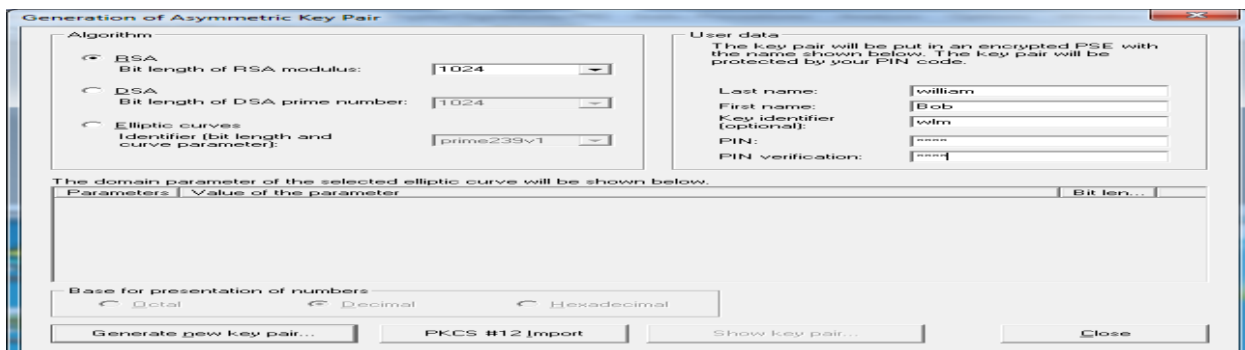 Generation of Asymmetric Key Pair
Algorithm
RSA
Bit length of RSA modulus: 1024
DSA
Bit length of DSA prime number: 1024
Elliptic curves
Identifier (bit length and
curve parameter): prime239v1
User data
The key pair will be put in an encrypted PSE with
the name shown below. The key pair will be
protected by your PIN code.
Last name: william
First name: Bob
Key identifier
(optional): wlm
PIN: ****
PIN verification: ****
The domain parameter of the selected elliptic curve will be shown below.
Parameters Value of the parameter Bit len...
Base for presentation of numbers
Octal Decimal Hexadecimal
Generate new key pair... PKCS #12 Import Show key pair... Close